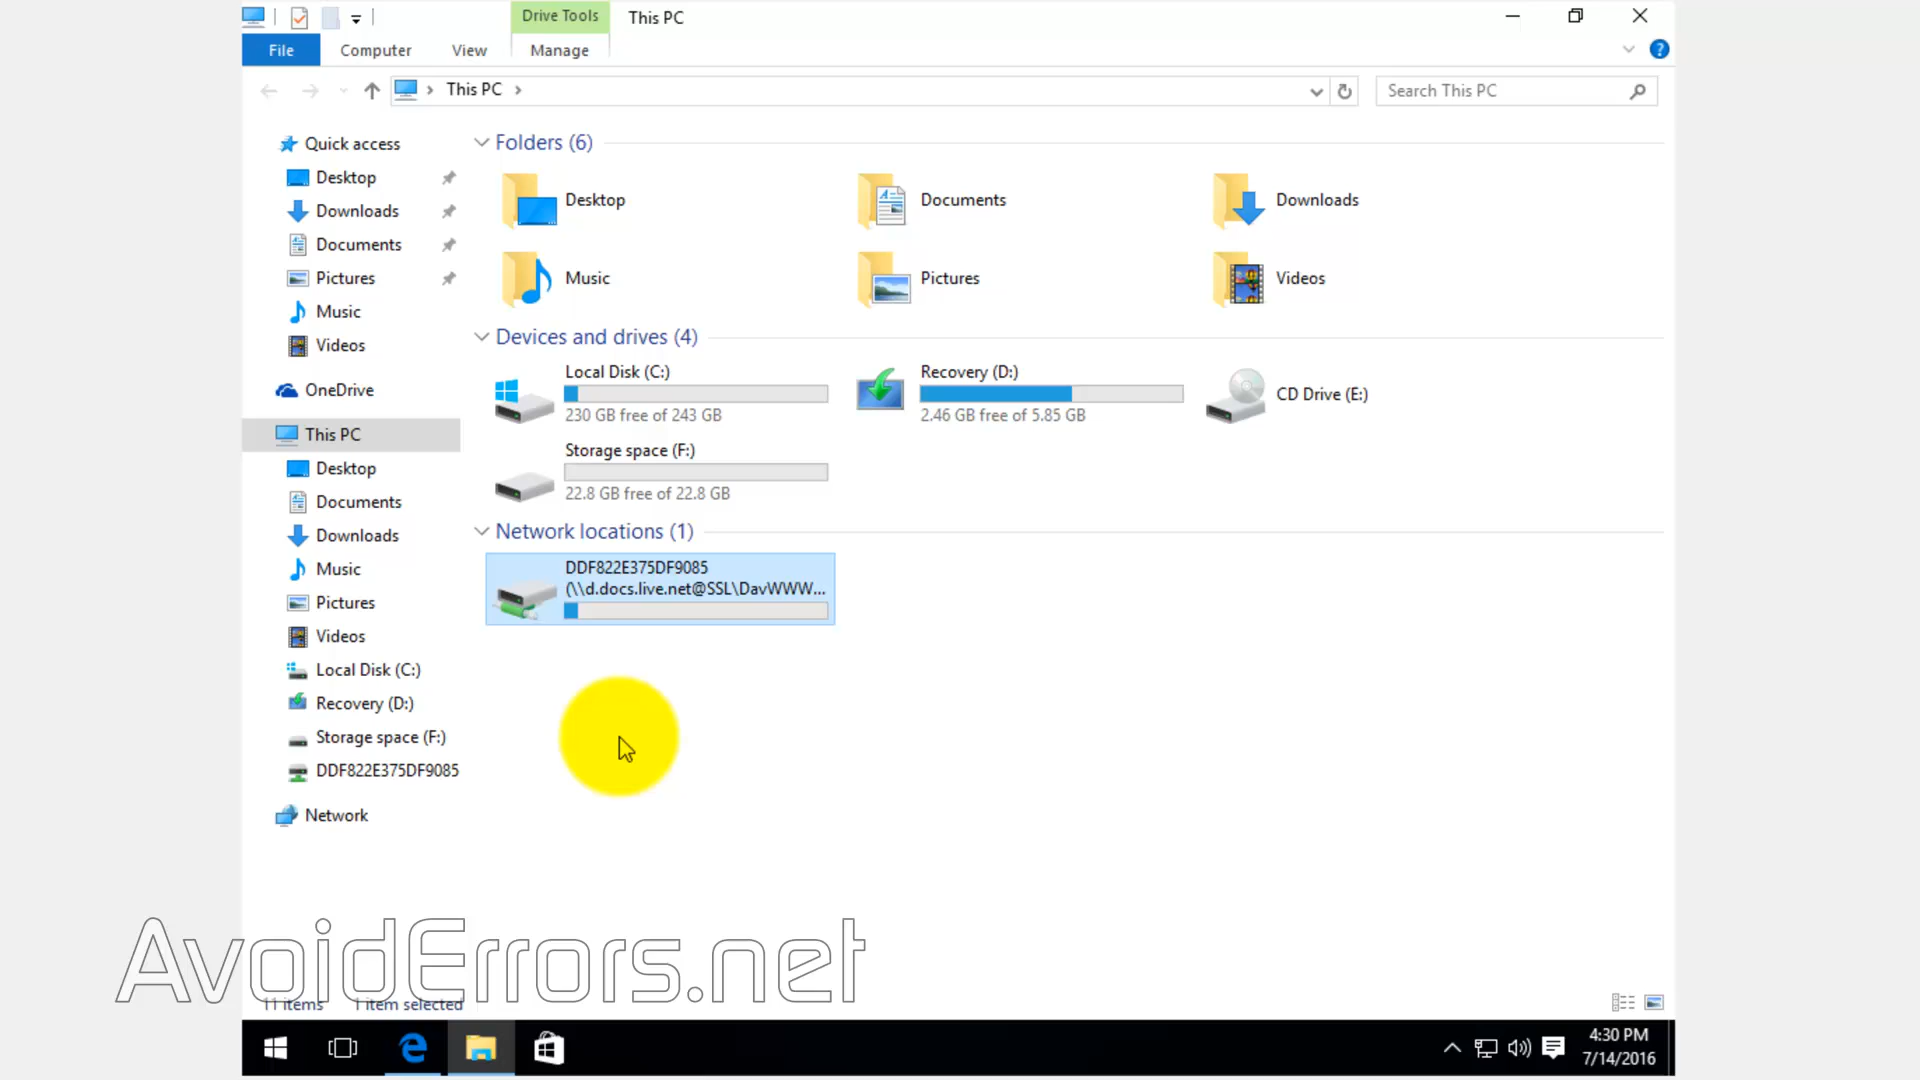 Drive Tools
This PC
File
Computer
View
Manage
This PC
Search This PC
Quick access
Desktop
Downloads
Documents
Pictures
Music
Videos
OneDrive
This PC
Desktop
Documents
Downloads
Music
Pictures
Videos
Local Disk (C:)
Recovery (D:)
Storage space (F:)
DDF822E375DF9085
Network
Folders (6)
Desktop
Documents
Downloads
Music
Pictures
Videos
Devices and drives (4)
Local Disk (C:)
230 GB free of 243 GB
Recovery (D:)
2.46 GB free of 5.85 GB
CD Drive (E:)
Storage space (F:)
22.8 GB free of 22.8 GB
Network locations (1)
DDF822E375DF9085
(\\d.docs.live.net@SSL\DavWWW...
AvoidErrors.net
11 items
1 item selected
4:30 PM
7/14/2016